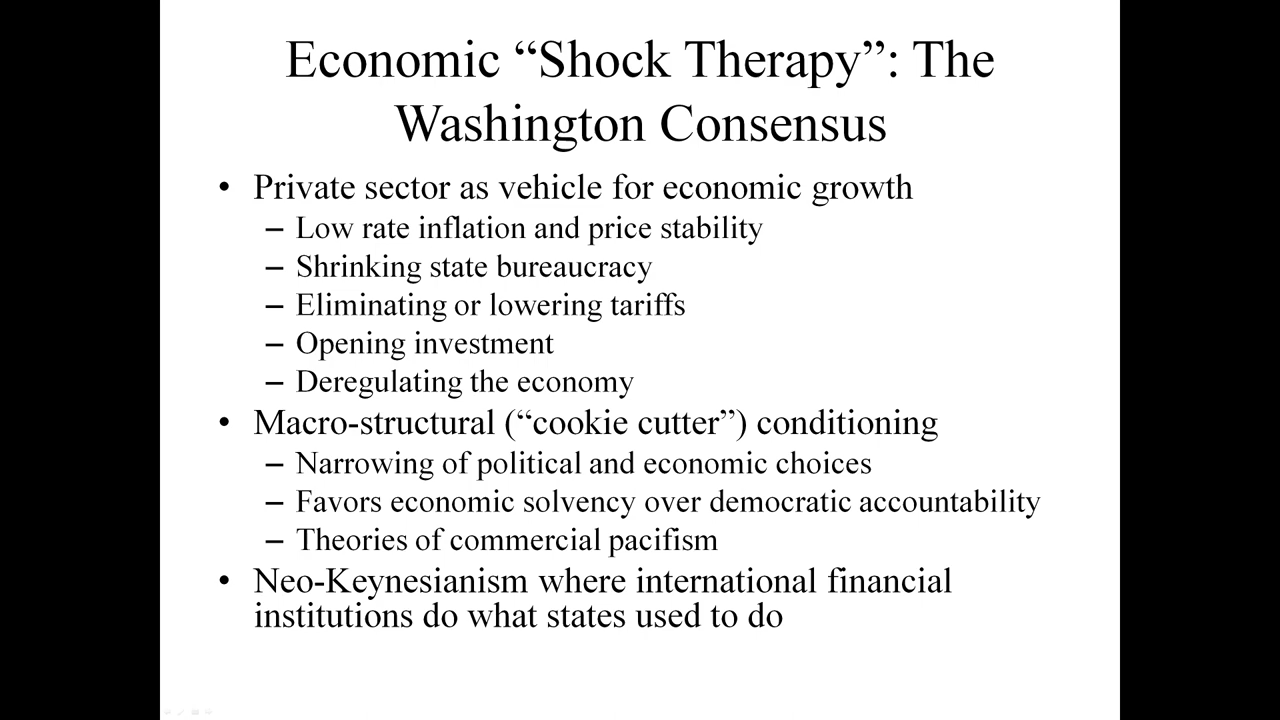 Economic “Shock Therapy”: The
Washington Consensus
• Private sector as vehicle for economic growth
– Low rate inflation and price stability
– Shrinking state bureaucracy
– Eliminating or lowering tariffs
– Opening investment
– Deregulating the economy
• Macro-structural (“cookie cutter”) conditioning
– Narrowing of political and economic choices
– Favors economic solvency over democratic accountability
– Theories of commercial pacifism
• Neo-Keynesianism where international financial
institutions do what states used to do